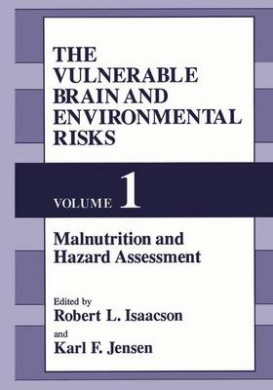 THE
VULNERABLE
BRAIN AND
ENVIRONMENTAL
RISKS
VOLUME 1
Malnutrition and
Hazard Assessment
Edited by
Robert L. Isaacson
and
Karl F. Jensen